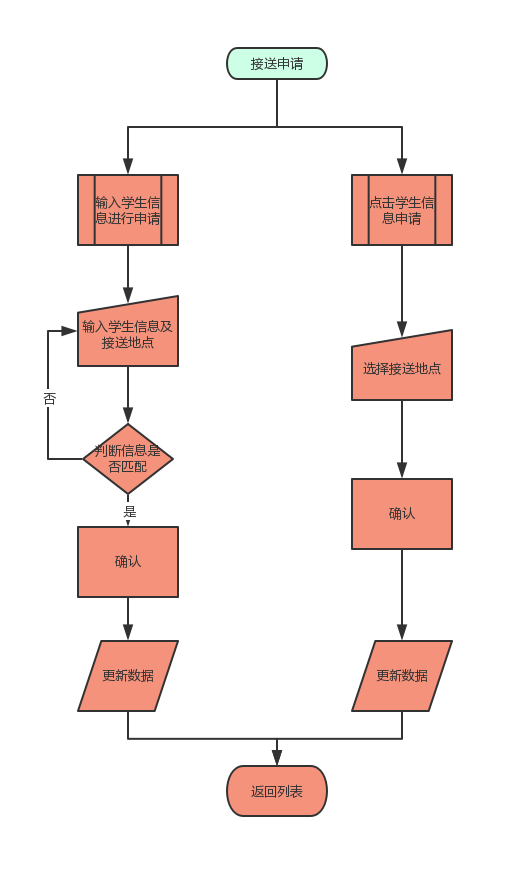 接送申请
输入学生信
息进行申请
点击学生信
息申请
输入学生信息及
接送地点
选择接送地点
否
判断信息是
否匹配
是
确认
确认
更新数据
更新数据
返回列表